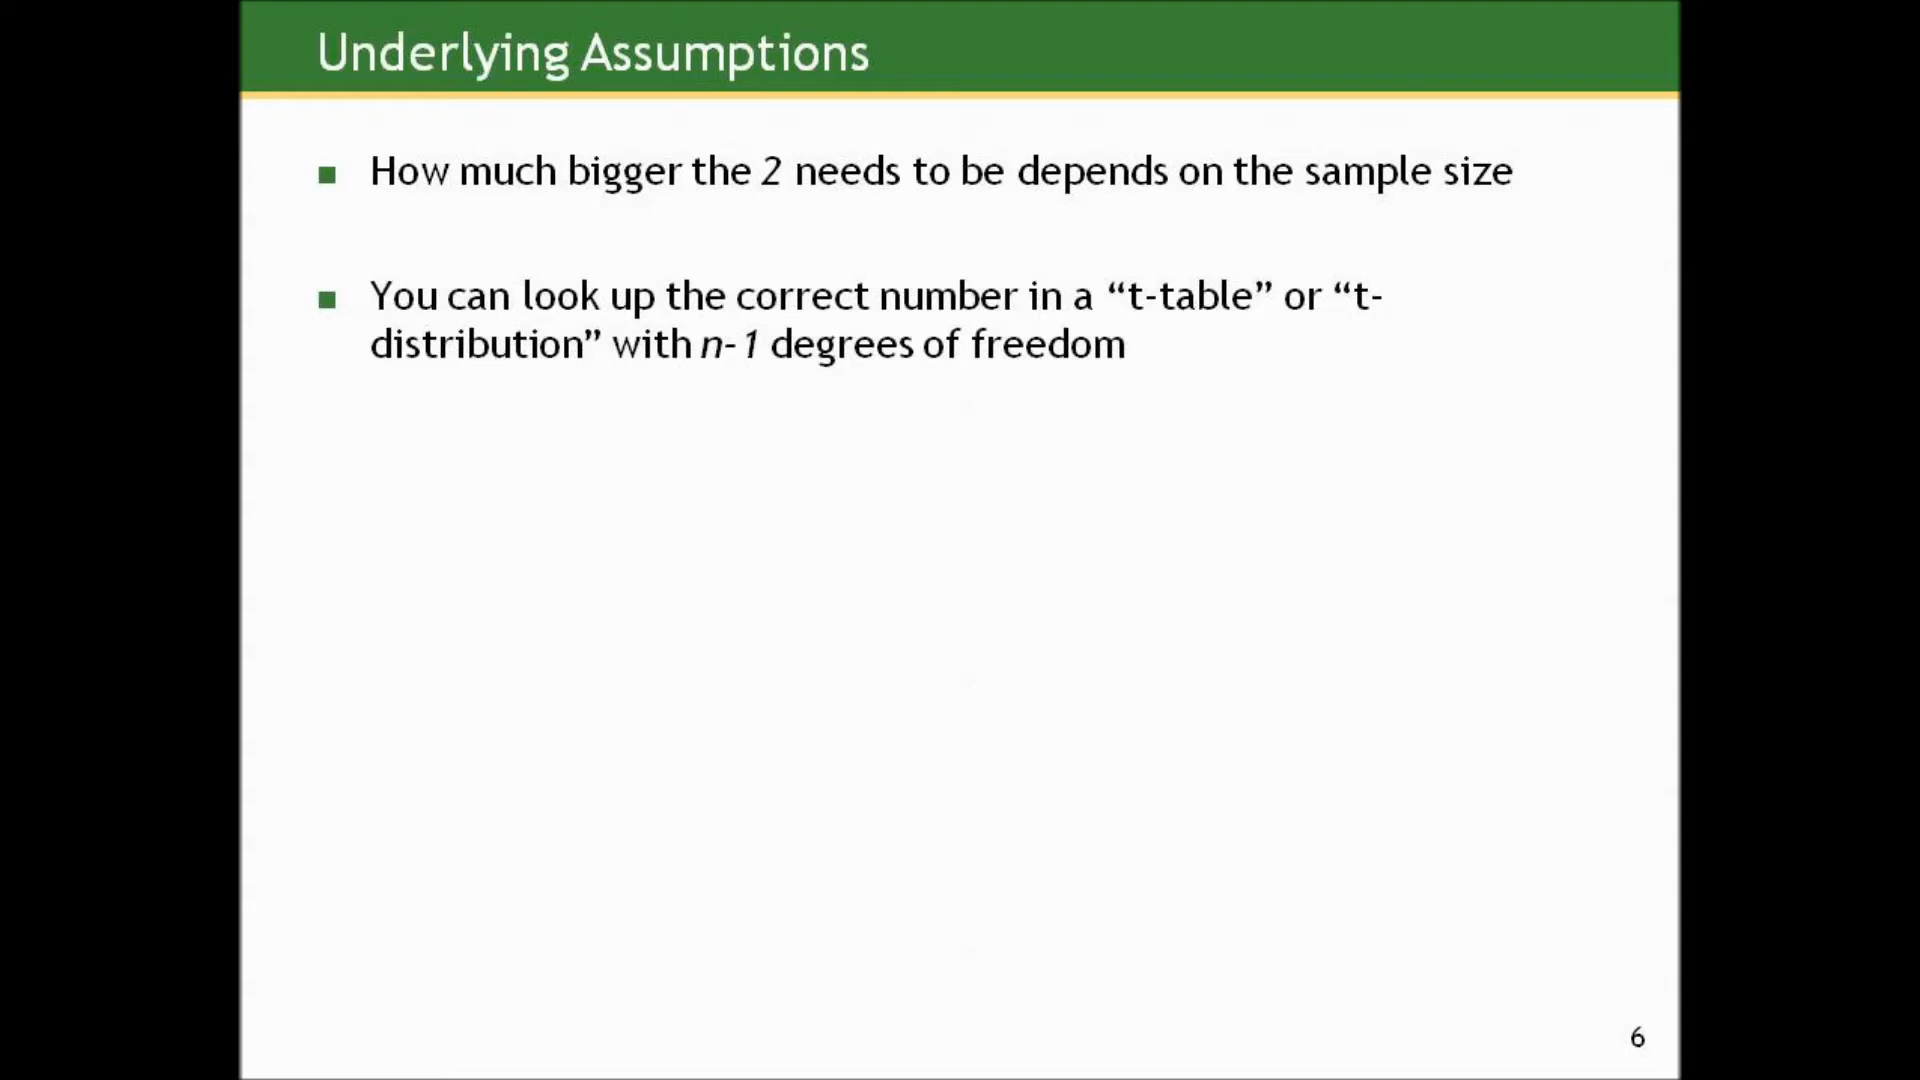 Underlying Assumptions
How much bigger the 2 needs to be depends on the sample size
You can look up the correct number in a “t-table” or “t-
distribution” with n-1 degrees of freedom
6